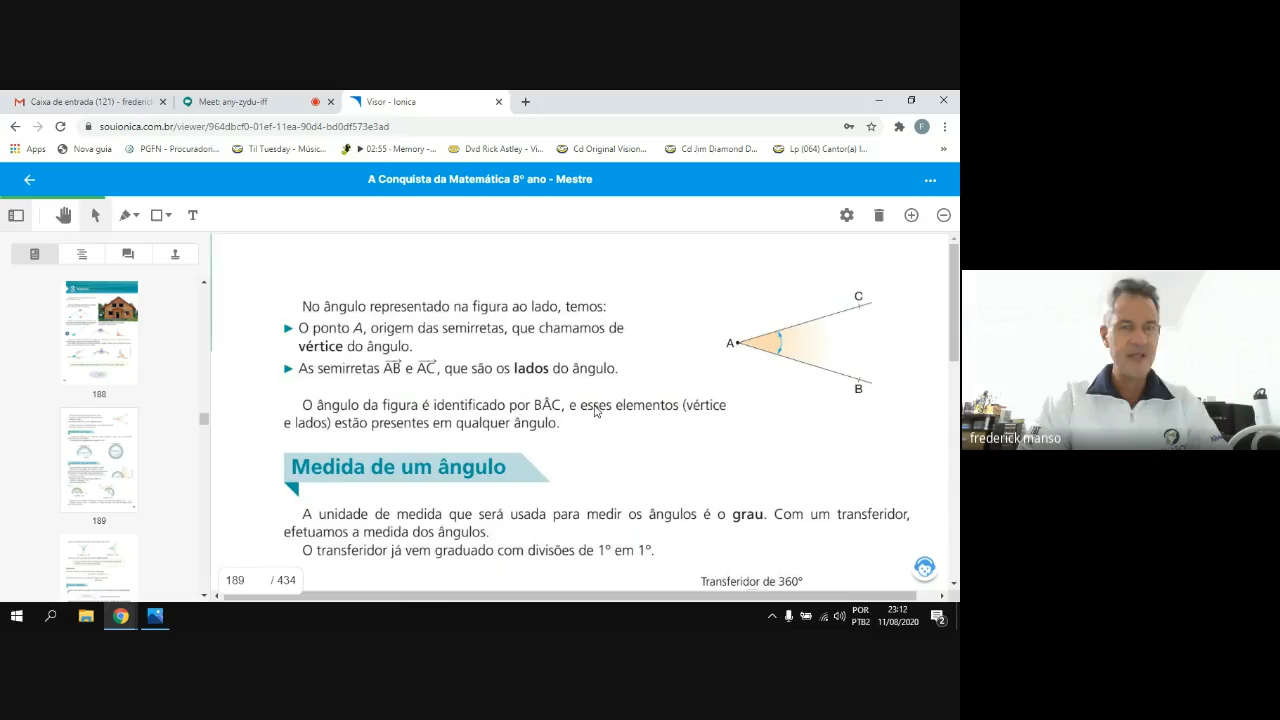 Caixa de entrada (121) - frederick
Meet: any-zydu-iff
Visor - Ionica
souionica.com.br/viewer/964dbcf0-01ef-11ea-90d4-bd0df573e3ad
Apps
Nova guia
PGFN - Procuradori...
Til Tuesday - Músic...
02:55 · Memory -...
Dvd Rick Astley - Vi...
Cd Original Vision...
Cd Jim Diamond D...
Lp (064) Cantor(a) I...
A Conquista da Matemática 8º ano - Mestre
No ângulo representado na figura ao lado, temos:
O ponto A, origem das semirretas, que chamamos de
vértice do ângulo.
As semirretas AB e AC, que são os lados do ângulo.
C
A
B
O ângulo da figura é identificado por BÂC, e esses elementos (vértice
e lados) estão presentes em qualquer ângulo.
Medida de um ângulo
A unidade de medida que será usada para medir os ângulos é o grau. Com um transferidor,
efetuamos a medida dos ângulos.
O transferidor já vem graduado com divisões de 1º em 1º.
Transferidor de 360º
188
189
/ 434
frederick manso
POR
PTB2
23:12
11/08/2020
2